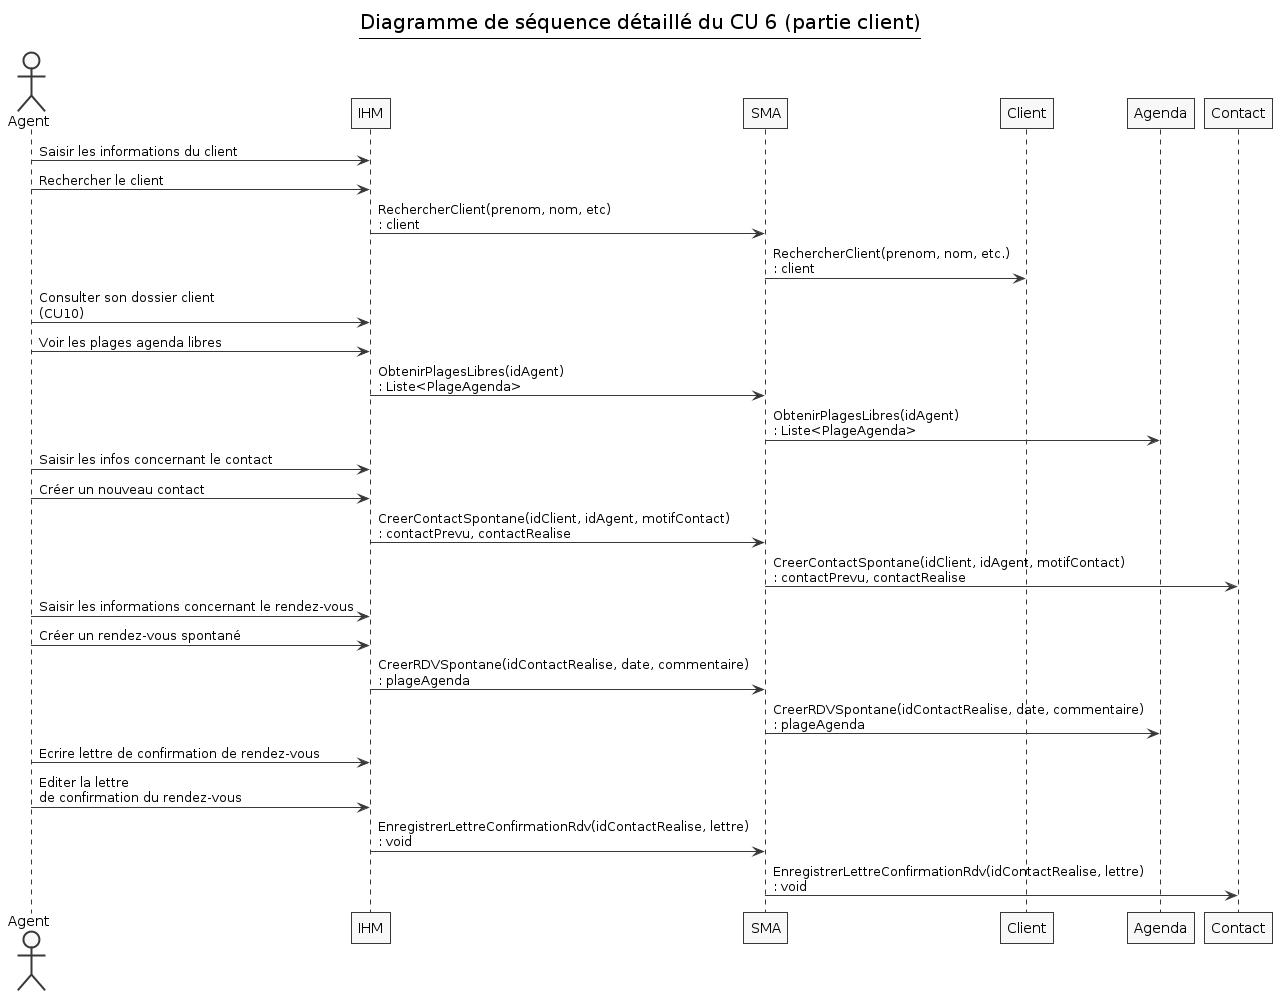 Diagramme de séquence détaillé du CU 6 (partie client)
Agent
IHM
SMA
Client
Agenda
Contact
Saisir les informations du client
Rechercher le client
RechercherClient(prenom, nom, etc)
: client
RechercherClient(prenom, nom, etc.)
: client
Consulter son dossier client
(CU10)
Voir les plages agenda libres
ObtenirPlagesLibres(idAgent)
: Liste<PlageAgenda>
ObtenirPlagesLibres(idAgent)
: Liste<PlageAgenda>
Saisir les infos concernant le contact
Créer un nouveau contact
CreerContactSpontane(idClient, idAgent, motifContact)
: contactPrevu, contactRealise
CreerContactSpontane(idClient, idAgent, motifContact)
: contactPrevu, contactRealise
Saisir les informations concernant le rendez-vous
Créer un rendez-vous spontané
CreerRDVSpontane(idContactRealise, date, commentaire)
: plageAgenda
CreerRDVSpontane(idContactRealise, date, commentaire)
: plageAgenda
Ecrire lettre de confirmation de rendez-vous
Editer la lettre
de confirmation du rendez-vous
EnregistrerLettreConfirmationRdv(idContactRealise, lettre)
: void
EnregistrerLettreConfirmationRdv(idContactRealise, lettre)
: void
Agent
IHM
SMA
Client
Agenda
Contact